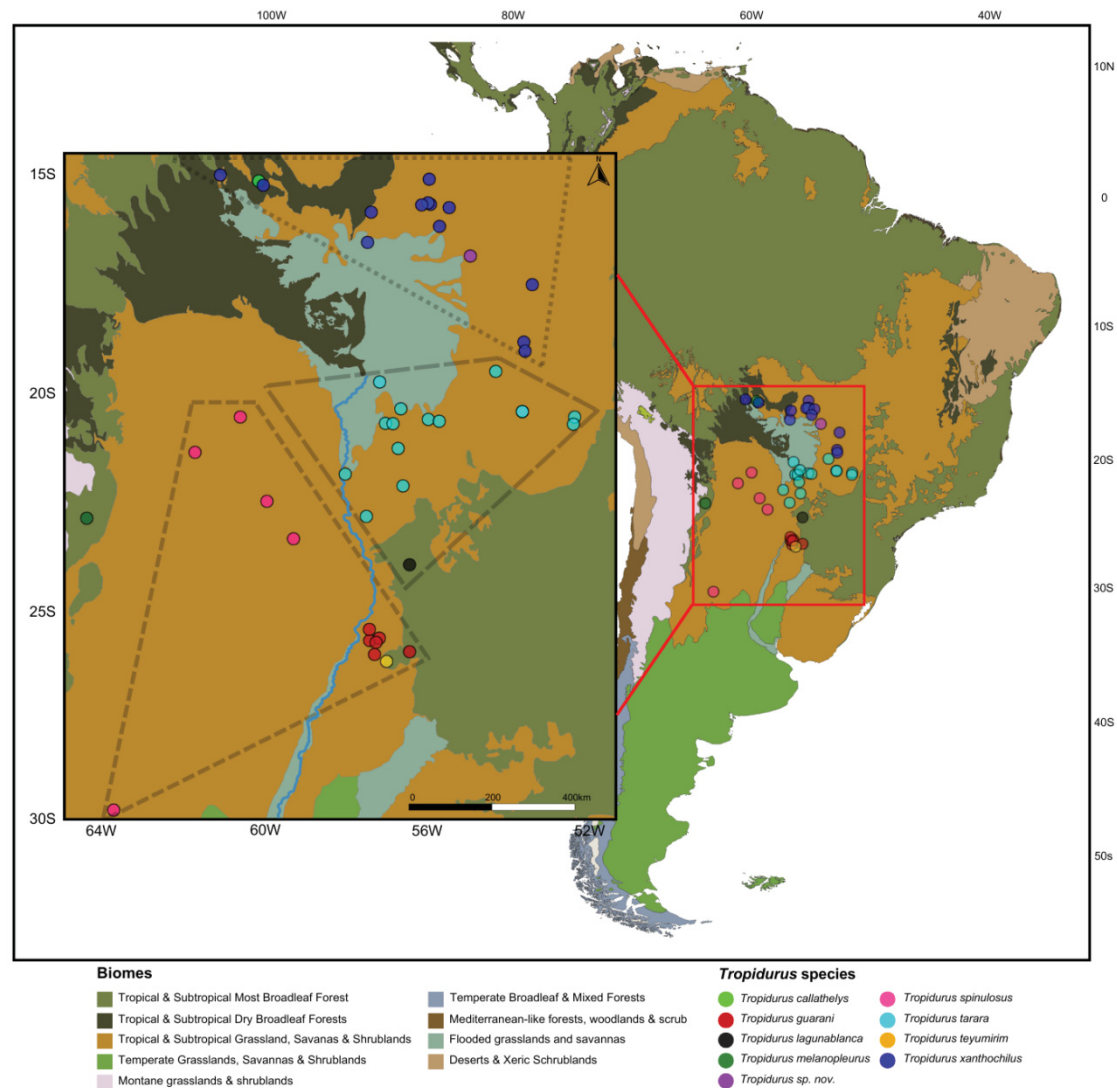 100W 80W 60W 40W
10N
N
15S
0
10S
20S
20S
25S
30S
0 200 400km
30S
64W 60W 56W 52W
40S
50s
Biomes
Tropical & Subtropical Most Broadleaf Forest
Tropical & Subtropical Dry Broadleaf Forests
Tropical & Subtropical Grassland, Savanas & Shrublands
Temperate Grasslands, Savannas & Shrublands
Montane grasslands & shrublands
Temperate Broadleaf & Mixed Forests
Mediterranean-like forests, woodlands & scrub
Flooded grasslands and savannas
Deserts & Xeric Schrublands
Tropidurus species
Tropidurus callathelys
Tropidurus guarani
Tropidurus lagunablanca
Tropidurus melanopleurus
Tropidurus sp. nov.
Tropidurus spinulosus
Tropidurus tarara
Tropidurus teyumirim
Tropidurus xanthochilus